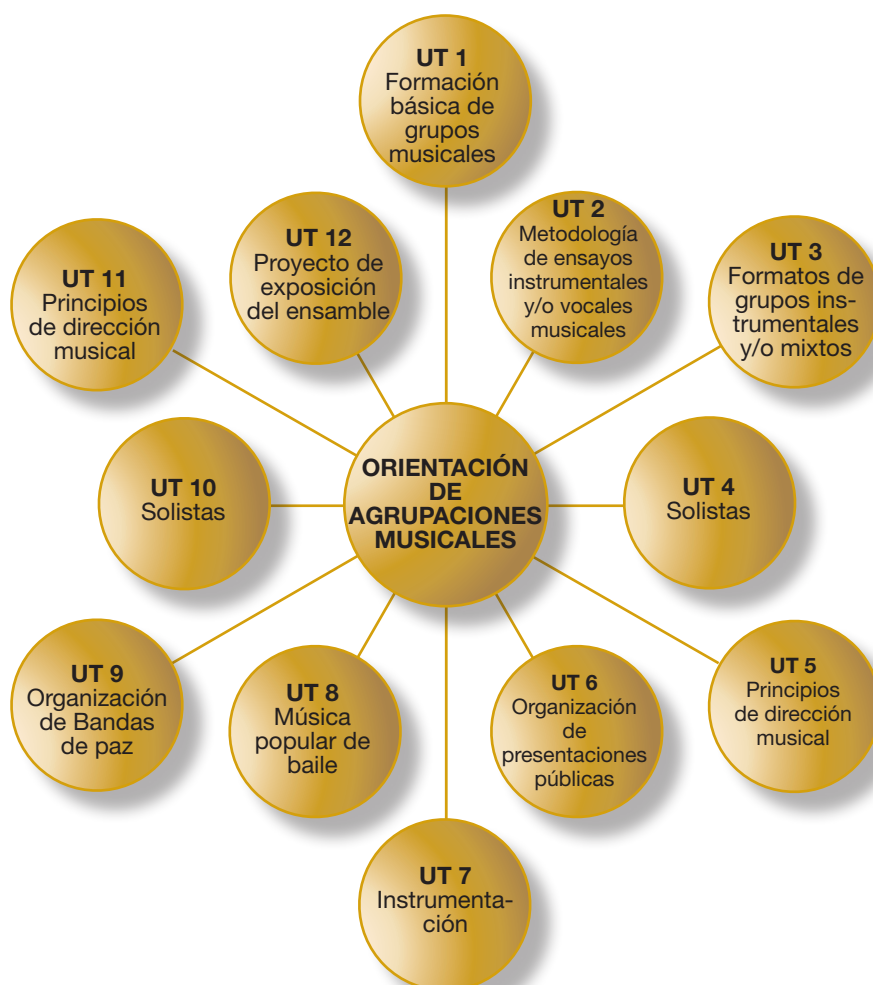 UT 1
Formación
básica de
grupos
musicales
UT 2
Metodología
de ensayos
instrumentales
y/o vocales
musicales
UT 3
Formatos de
grupos ins-
trumentales
y/o mixtos
UT 4
Solistas
UT 5
Principios
de dirección
musical
UT 6
Organización
de
presentaciones
públicas
UT 7
Instrumenta-
ción
UT 8
Música
popular de
baile
UT 9
Organización
de Bandas
de paz
UT 10
Solistas
UT 11
Principios
de dirección
musical
UT 12
Proyecto de
exposición
del ensamble
ORIENTACIÓN
DE
AGRUPACIONES
MUSICALES